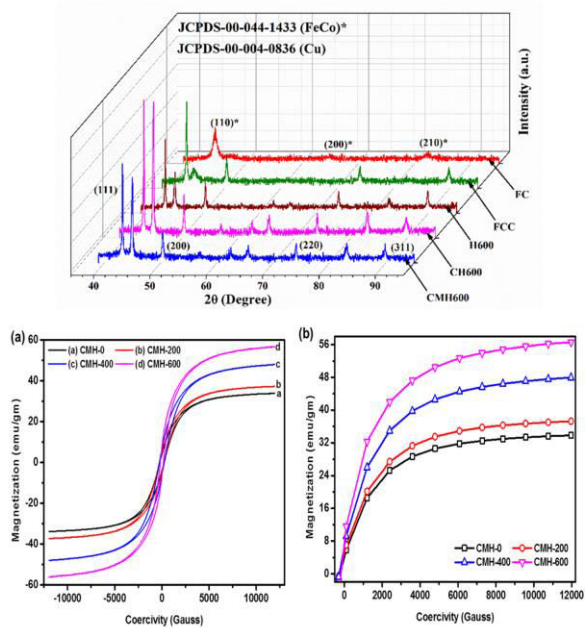 JCPDS-00-044-1433 (FeCo)*
JCPDS-00-004-0836 (Cu)
Intensity (a.u.)
(110)*
(200)*
(210)*
(111)
(200)
(220)
(311)
FC
FCC
H600
CH600
CMH600
40 50 60 70 80 90
2θ (Degree)
(a)
(a) CMH-0 (b) CMH-200
(c) CMH-400 (d) CMH-600
d
c
b
a
60
40
20
0
-20
-40
-60
Magnetization (emu/gm)
-10000 -5000 0 5000 10000
Coercivity (Gauss)
(b)
56
48
40
32
24
16
8
0
Magnetization (emu/gm)
CMH-0 CMH-200
CMH-400 CMH-600
0 2000 4000 6000 8000 10000 12000
Coercivity (Gauss)